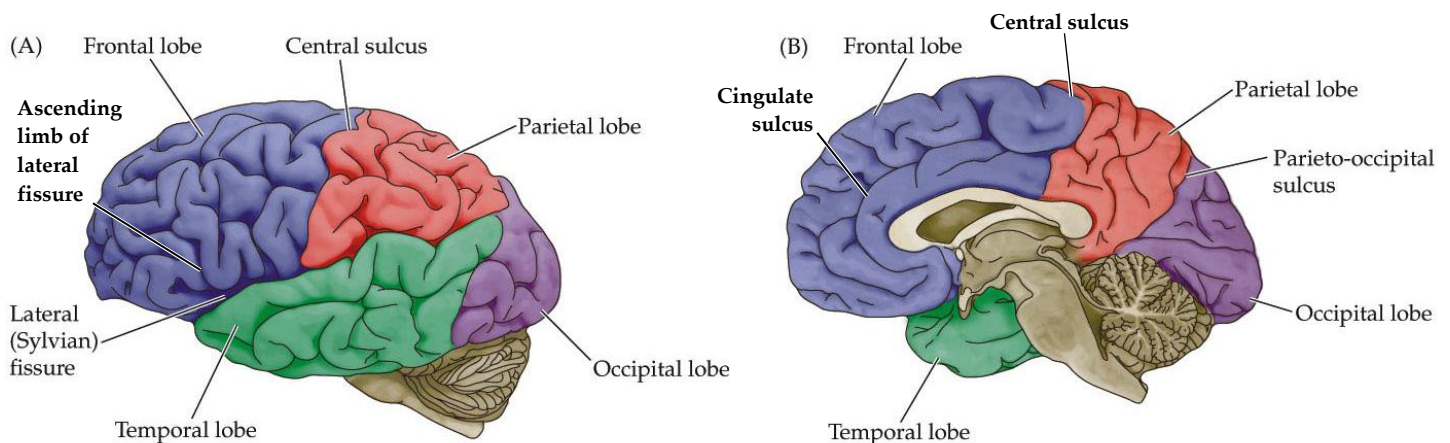 (A)
Frontal lobe
Central sulcus
Ascending
limb of
lateral
fissure
Parietal lobe
Lateral
(Sylvian)
fissure
Occipital lobe
Temporal lobe
(B)
Frontal lobe
Central sulcus
Cingulate
sulcus
Parietal lobe
Parieto-occipital
sulcus
Occipital lobe
Temporal lobe